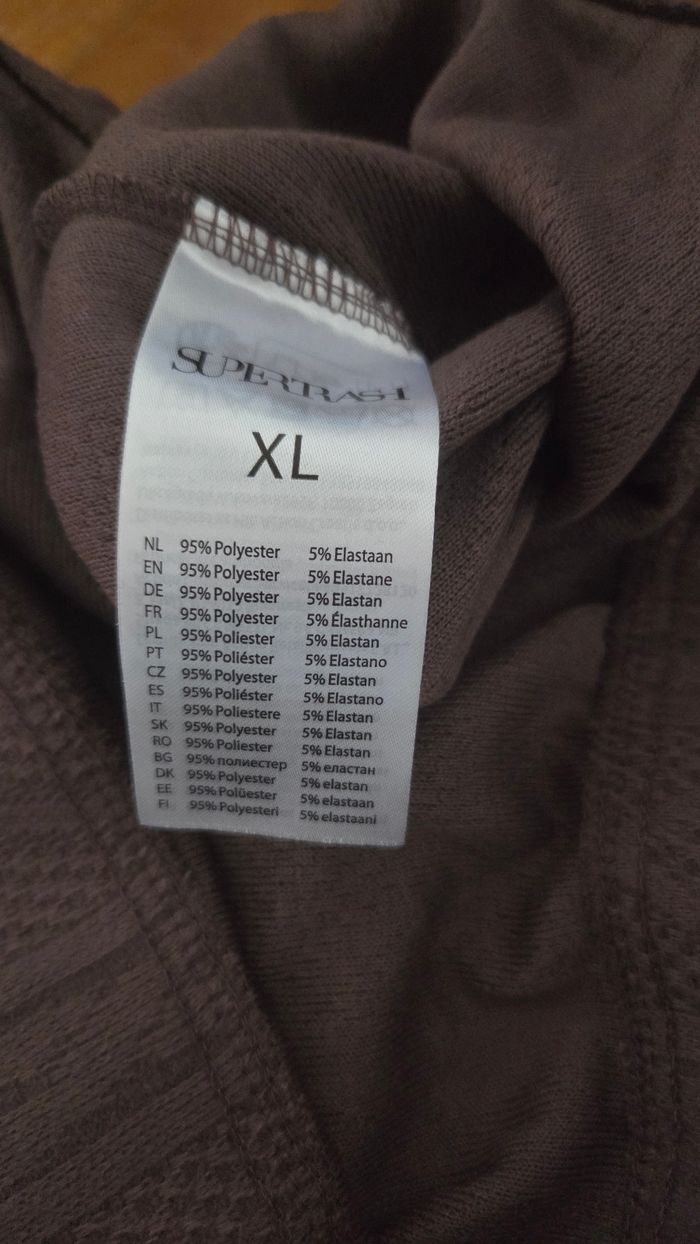 SUPERTRASH
XL
NL 95% Polyester 5% Elastaan
EN 95% Polyester 5% Elastane
DE 95% Polyester 5% Elastan
FR 95% Polyester 5% Élasthanne
PL 95% Poliester 5% Elastan
PT 95% Poliéster 5% Elastano
CZ 95% Polyester 5% Elastan
ES 95% Poliéster 5% Elastano
IT 95% Poliestere 5% Elastan
SK 95% Polyester 5% Elastan
RO 95% Poliester 5% Elastan
BG 95% полиестер 5% еластан
DK 95% Polyester 5% elastan
EE 95% Polüester 5% elastaan
FI 95% Polyesteri 5% elastaani